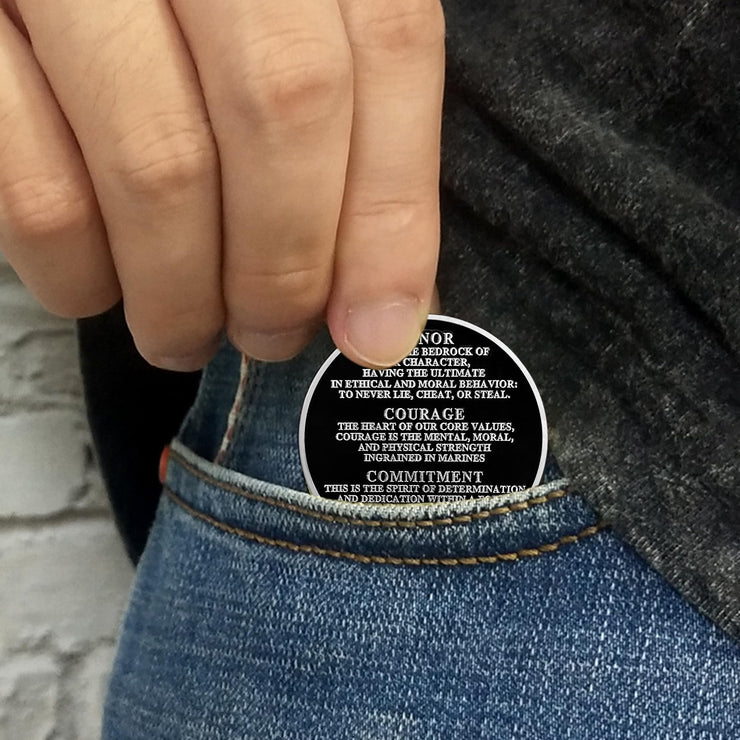 NOR
BEDROCK OF
CHARACTER,
HAVING THE ULTIMATE
IN ETHICAL AND MORAL BEHAVIOR:
TO NEVER LIE, CHEAT, OR STEAL.
COURAGE
THE HEART OF OUR CORE VALUES,
COURAGE IS THE MENTAL, MORAL,
AND PHYSICAL STRENGTH
INGRAINED IN MARINES
COMMITMENT
THIS IS THE SPIRIT OF DETERMINATION
AND DEDICATION WITHIN A